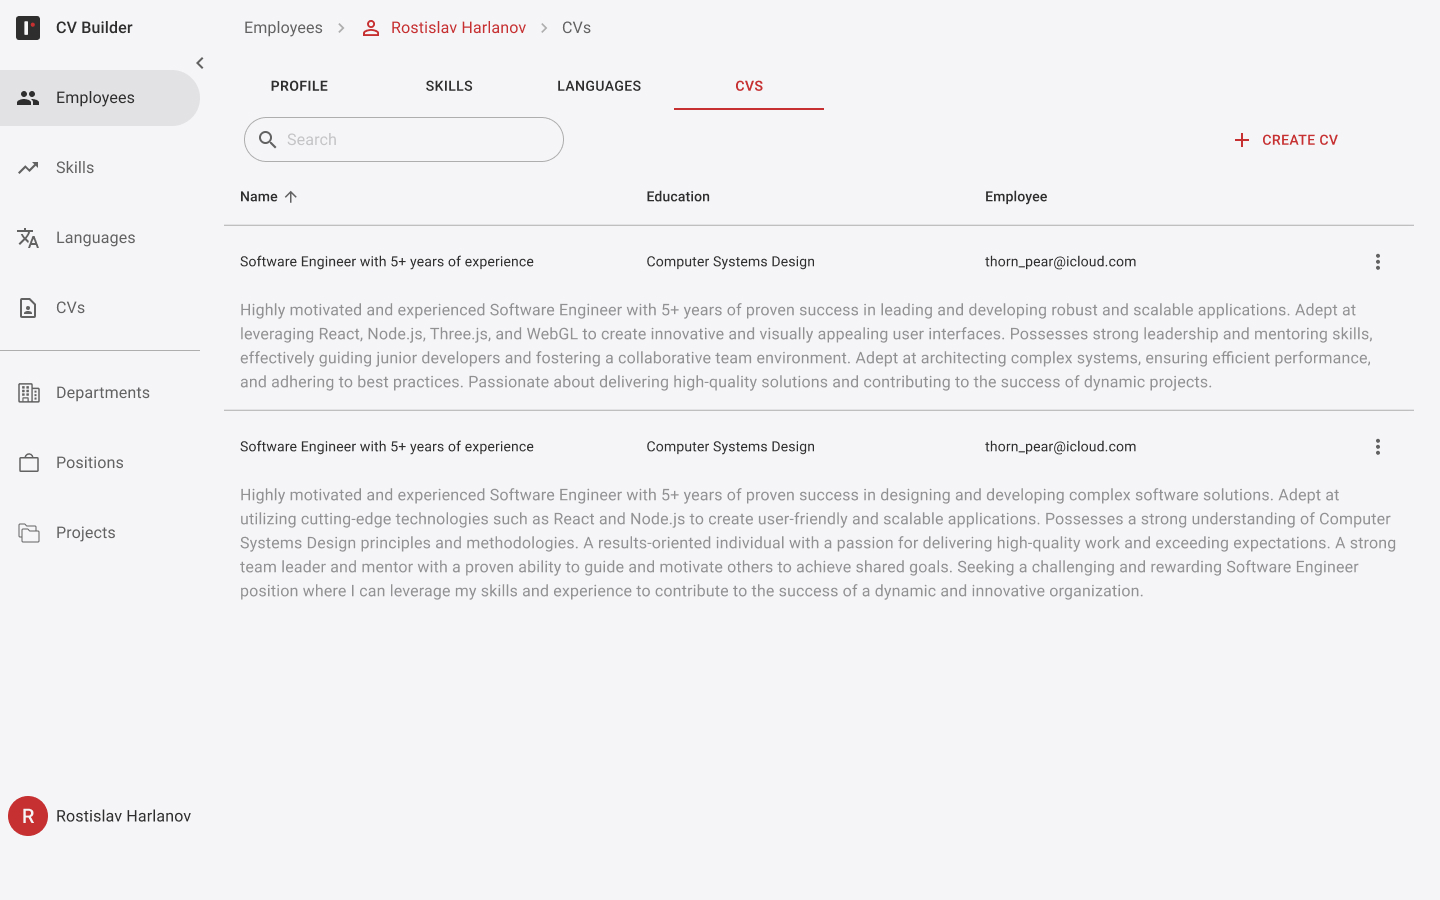 CV Builder
Employees
Skills
Languages
CVs
Departments
Positions
Projects
R
Rostislav Harlanov
Employees
Rostislav Harlanov
CVs
PROFILE
SKILLS
LANGUAGES
CVS
Search
CREATE CV
Name
Education
Employee
Software Engineer with 5+ years of experience
Computer Systems Design
thorn_pear@icloud.com
Highly motivated and experienced Software Engineer with 5+ years of proven success in leading and developing robust and scalable applications. Adept at
leveraging React, Node.js, Three.js, and WebGL to create innovative and visually appealing user interfaces. Possesses strong leadership and mentoring skills,
effectively guiding junior developers and fostering a collaborative team environment. Adept at architecting complex systems, ensuring efficient performance,
and adhering to best practices. Passionate about delivering high-quality solutions and contributing to the success of dynamic projects.
Software Engineer with 5+ years of experience
Computer Systems Design
thorn_pear@icloud.com
Highly motivated and experienced Software Engineer with 5+ years of proven success in designing and developing complex software solutions. Adept at
utilizing cutting-edge technologies such as React and Node.js to create user-friendly and scalable applications. Possesses a strong understanding of Computer
Systems Design principles and methodologies. A results-oriented individual with a passion for delivering high-quality work and exceeding expectations. A strong
team leader and mentor with a proven ability to guide and motivate others to achieve shared goals. Seeking a challenging and rewarding Software Engineer
position where I can leverage my skills and experience to contribute to the success of a dynamic and innovative organization.